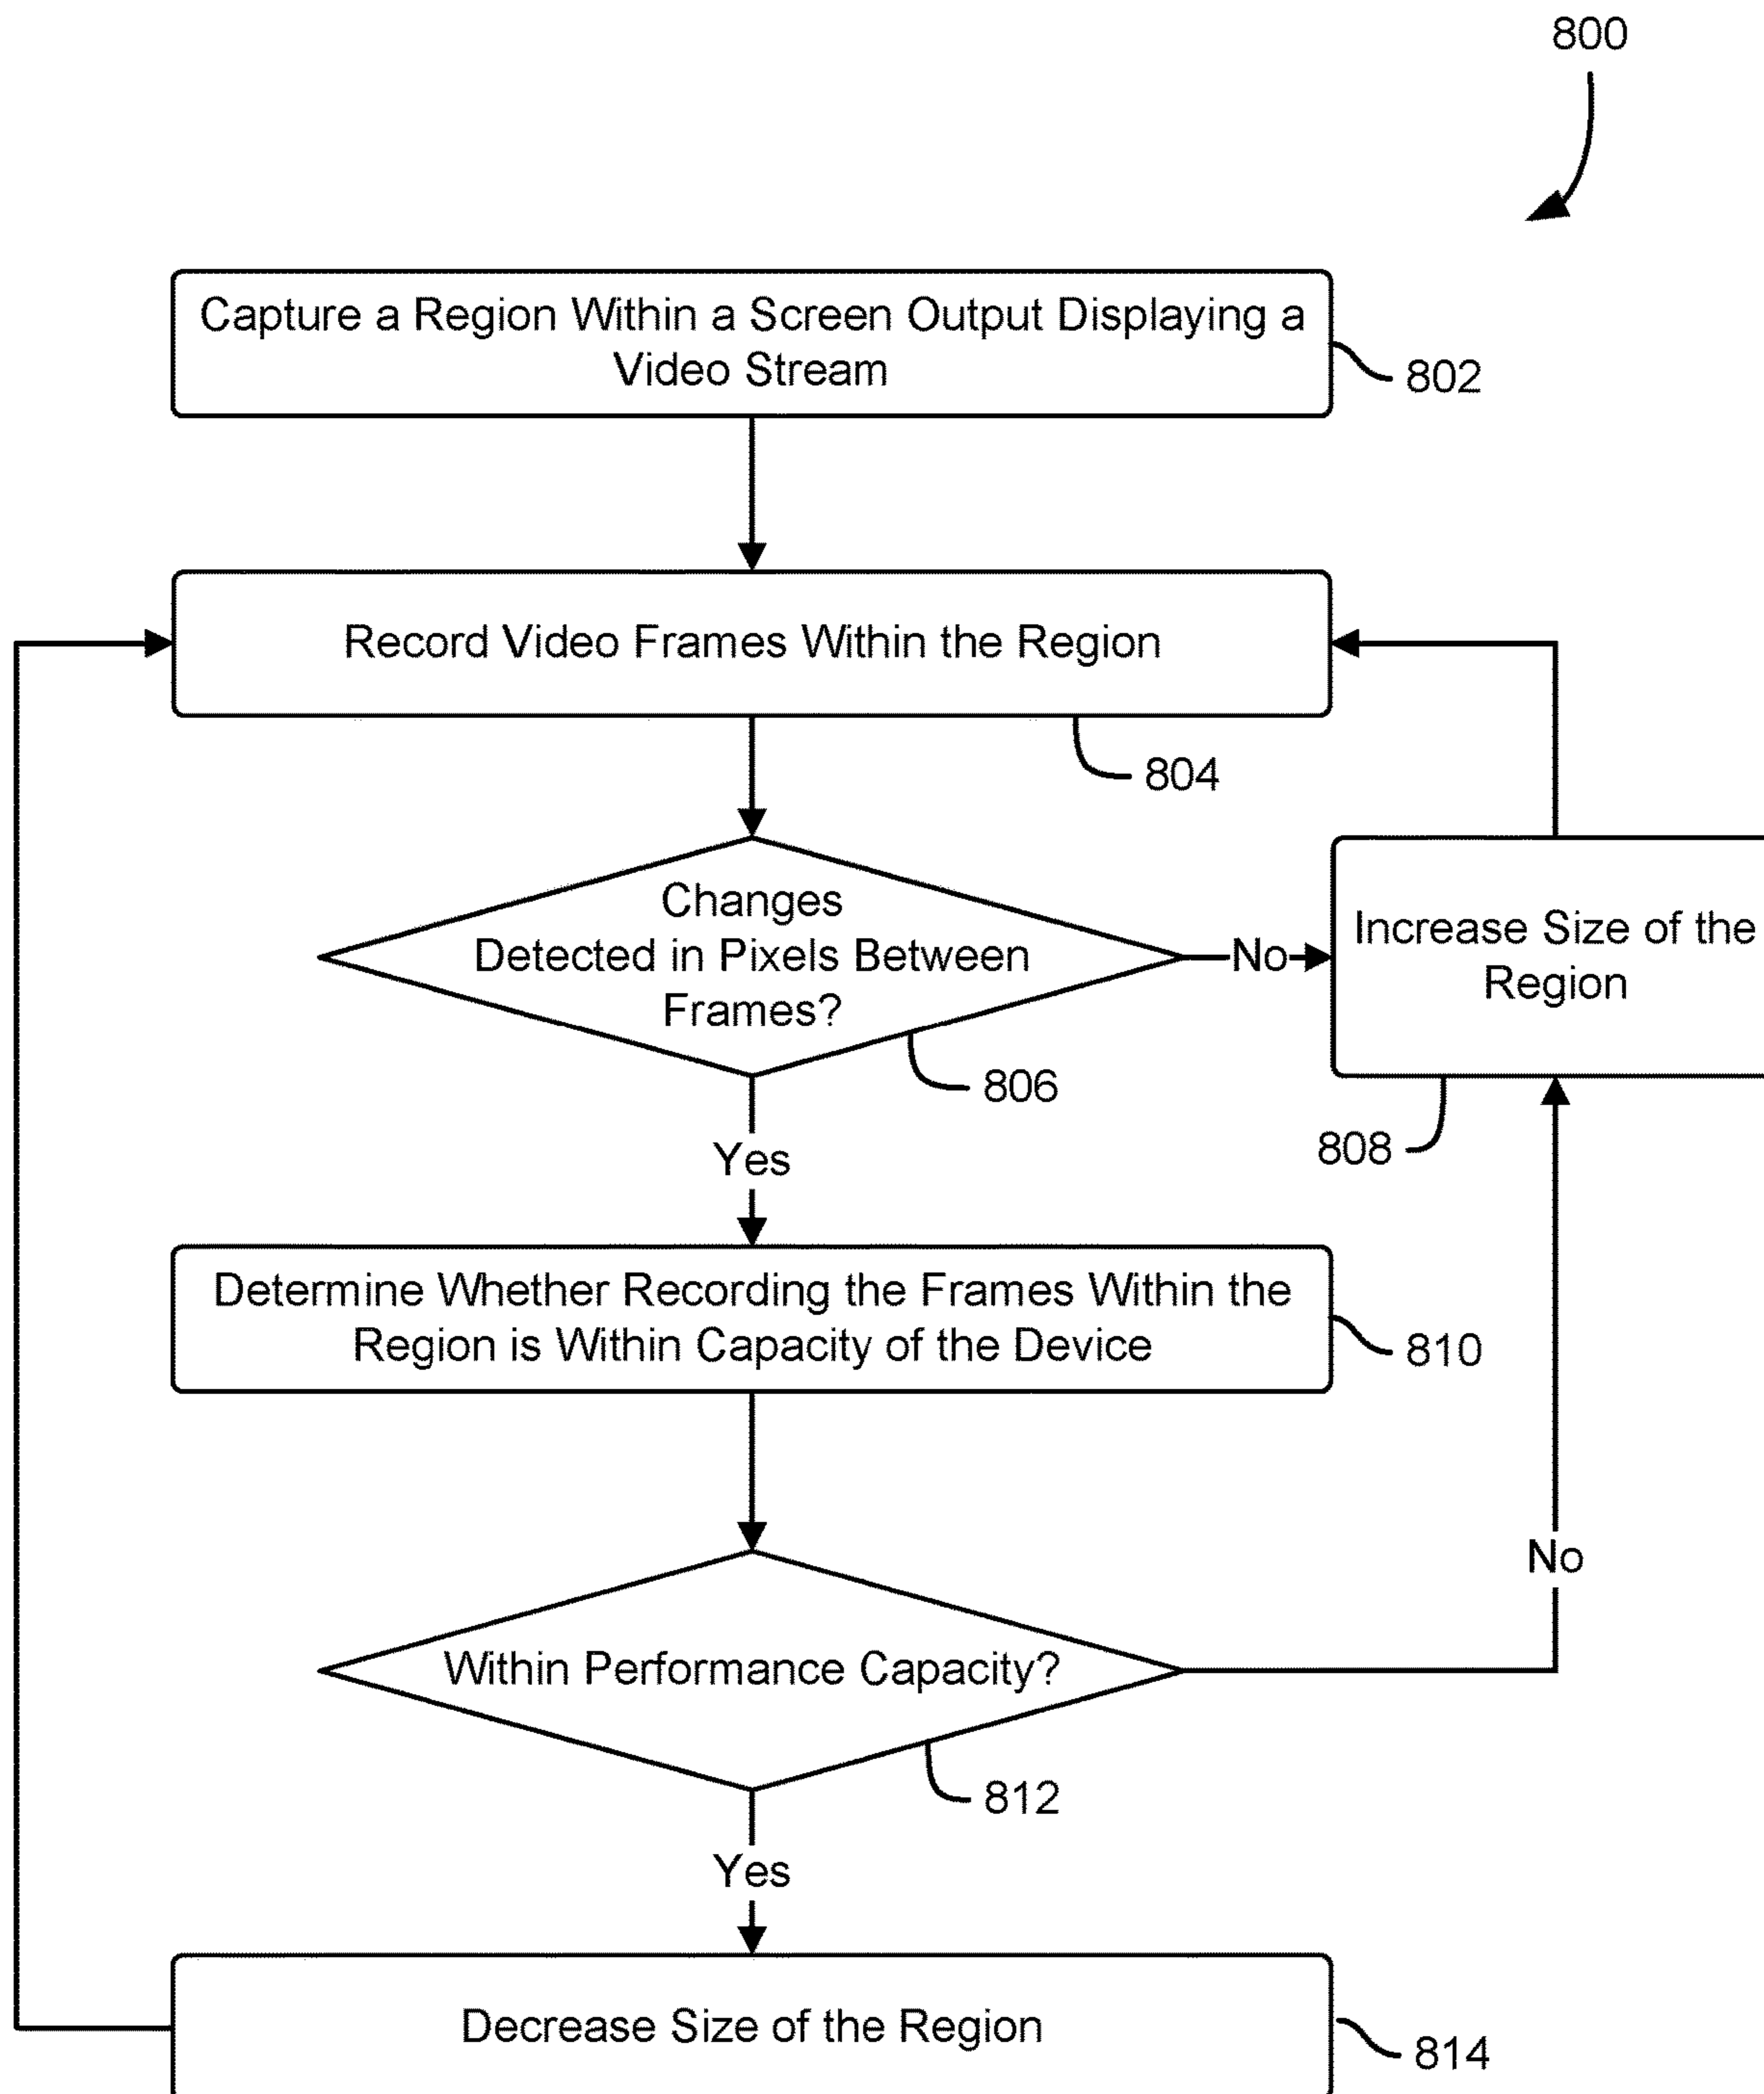 800
Capture a Region Within a Screen Output Displaying a
Video Stream
802
Record Video Frames Within the Region
804
Changes
Detected in Pixels Between
Frames?
806
No
Increase Size of the
Region
808
Yes
Determine Whether Recording the Frames Within the
Region is Within Capacity of the Device
810
No
Within Performance Capacity?
812
Yes
Decrease Size of the Region
814